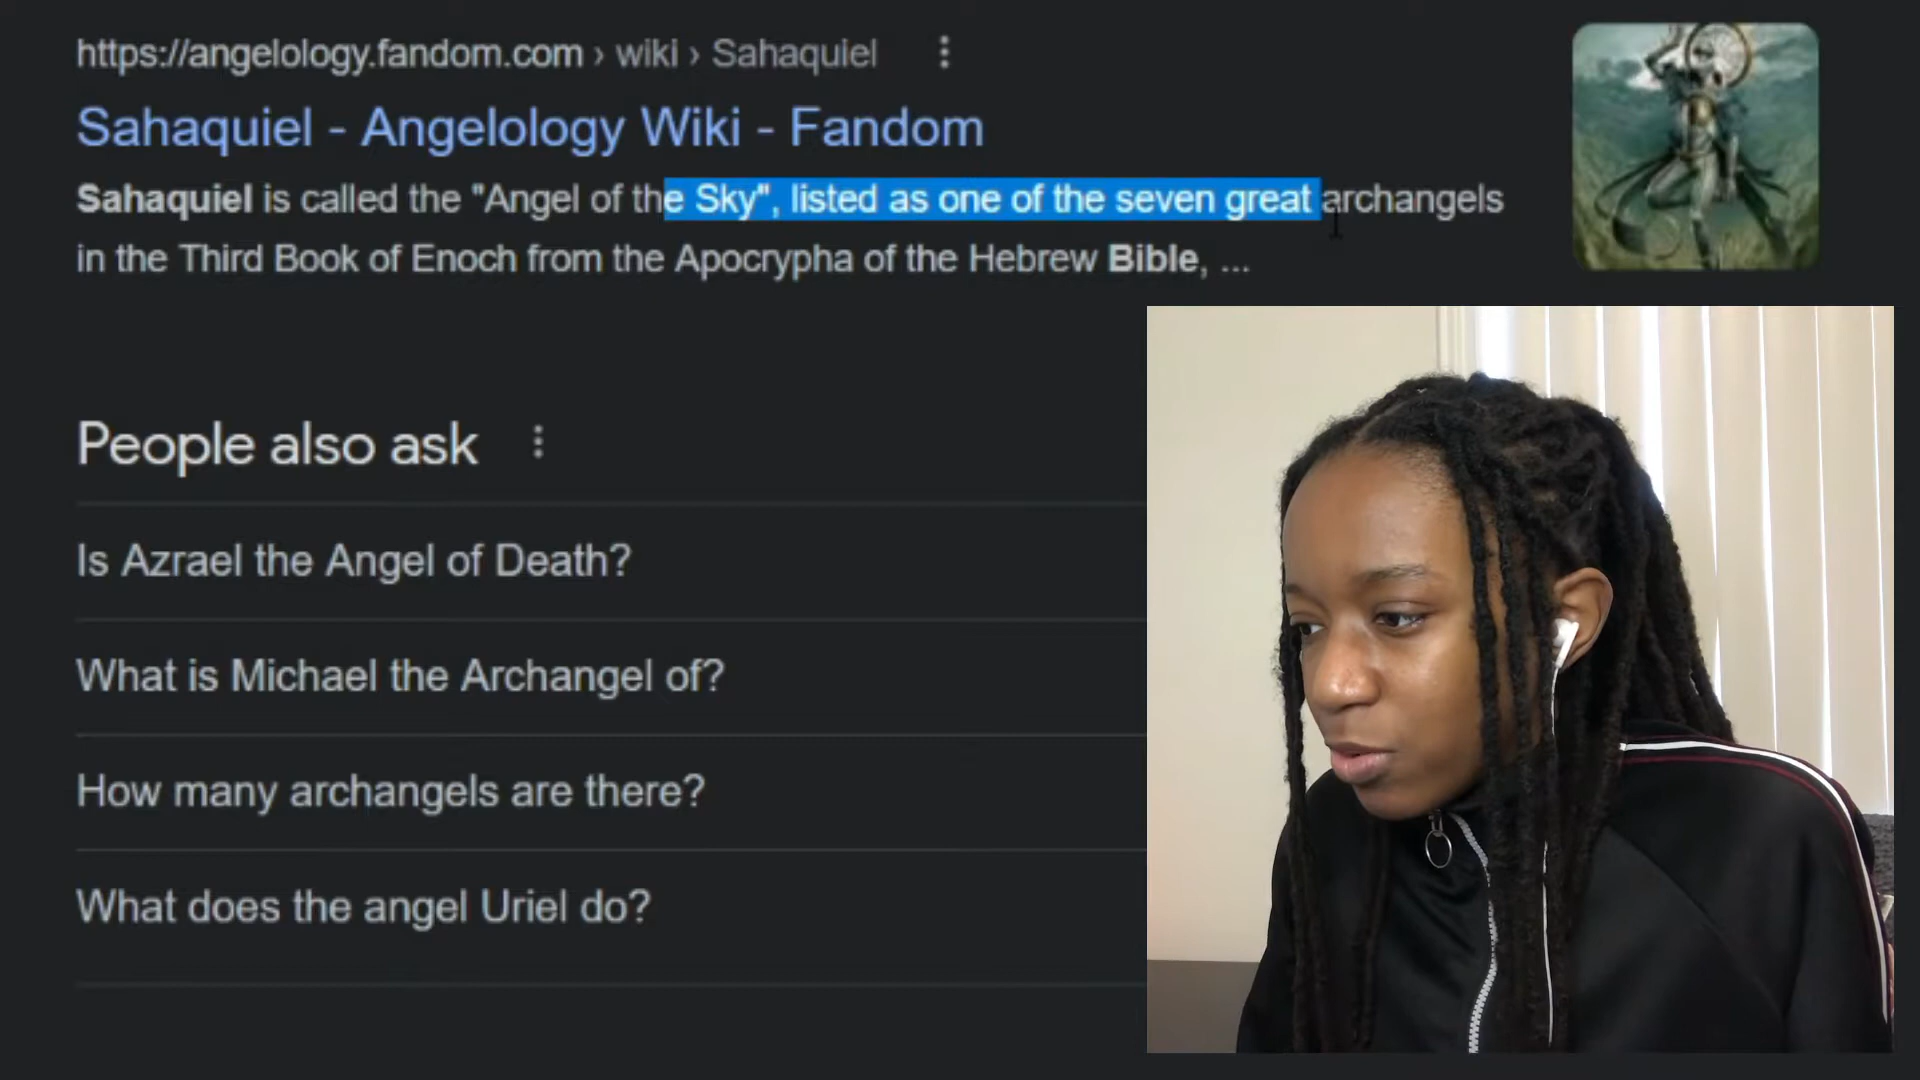 https://angelology.fandom.com › wiki › Sahaquiel
Sahaquiel - Angelology Wiki - Fandom
Sahaquiel is called the "Angel of the Sky", listed as one of the seven great archangels
in the Third Book of Enoch from the Apocrypha of the Hebrew Bible, ...
People also ask
Is Azrael the Angel of Death?
What is Michael the Archangel of?
How many archangels are there?
What does the angel Uriel do?